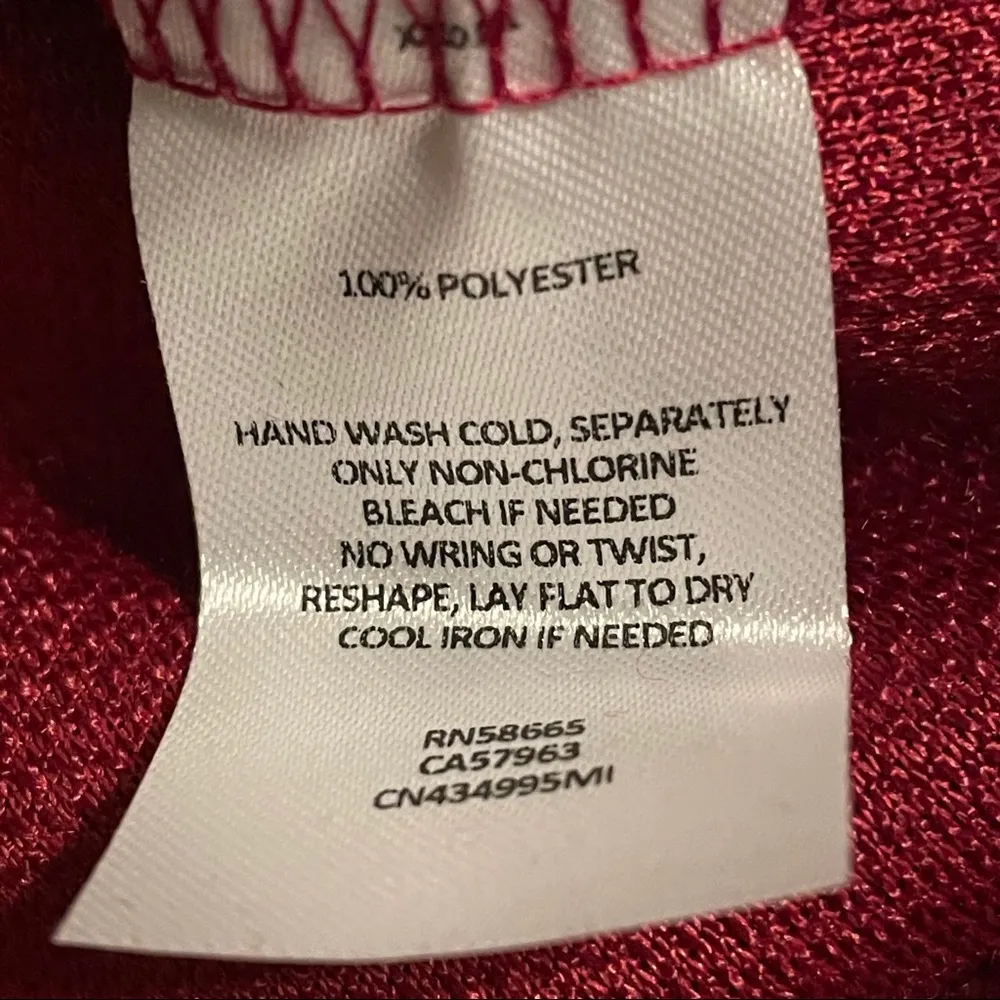 100% POLYESTER
HAND WASH COLD, SEPARATELY
ONLY NON-CHLORINE
BLEACH IF NEEDED
NO WRING OR TWIST,
RESHAPE, LAY FLAT TO DRY
COOL IRON IF NEEDED
RN58665
CA57963
CN434995MI